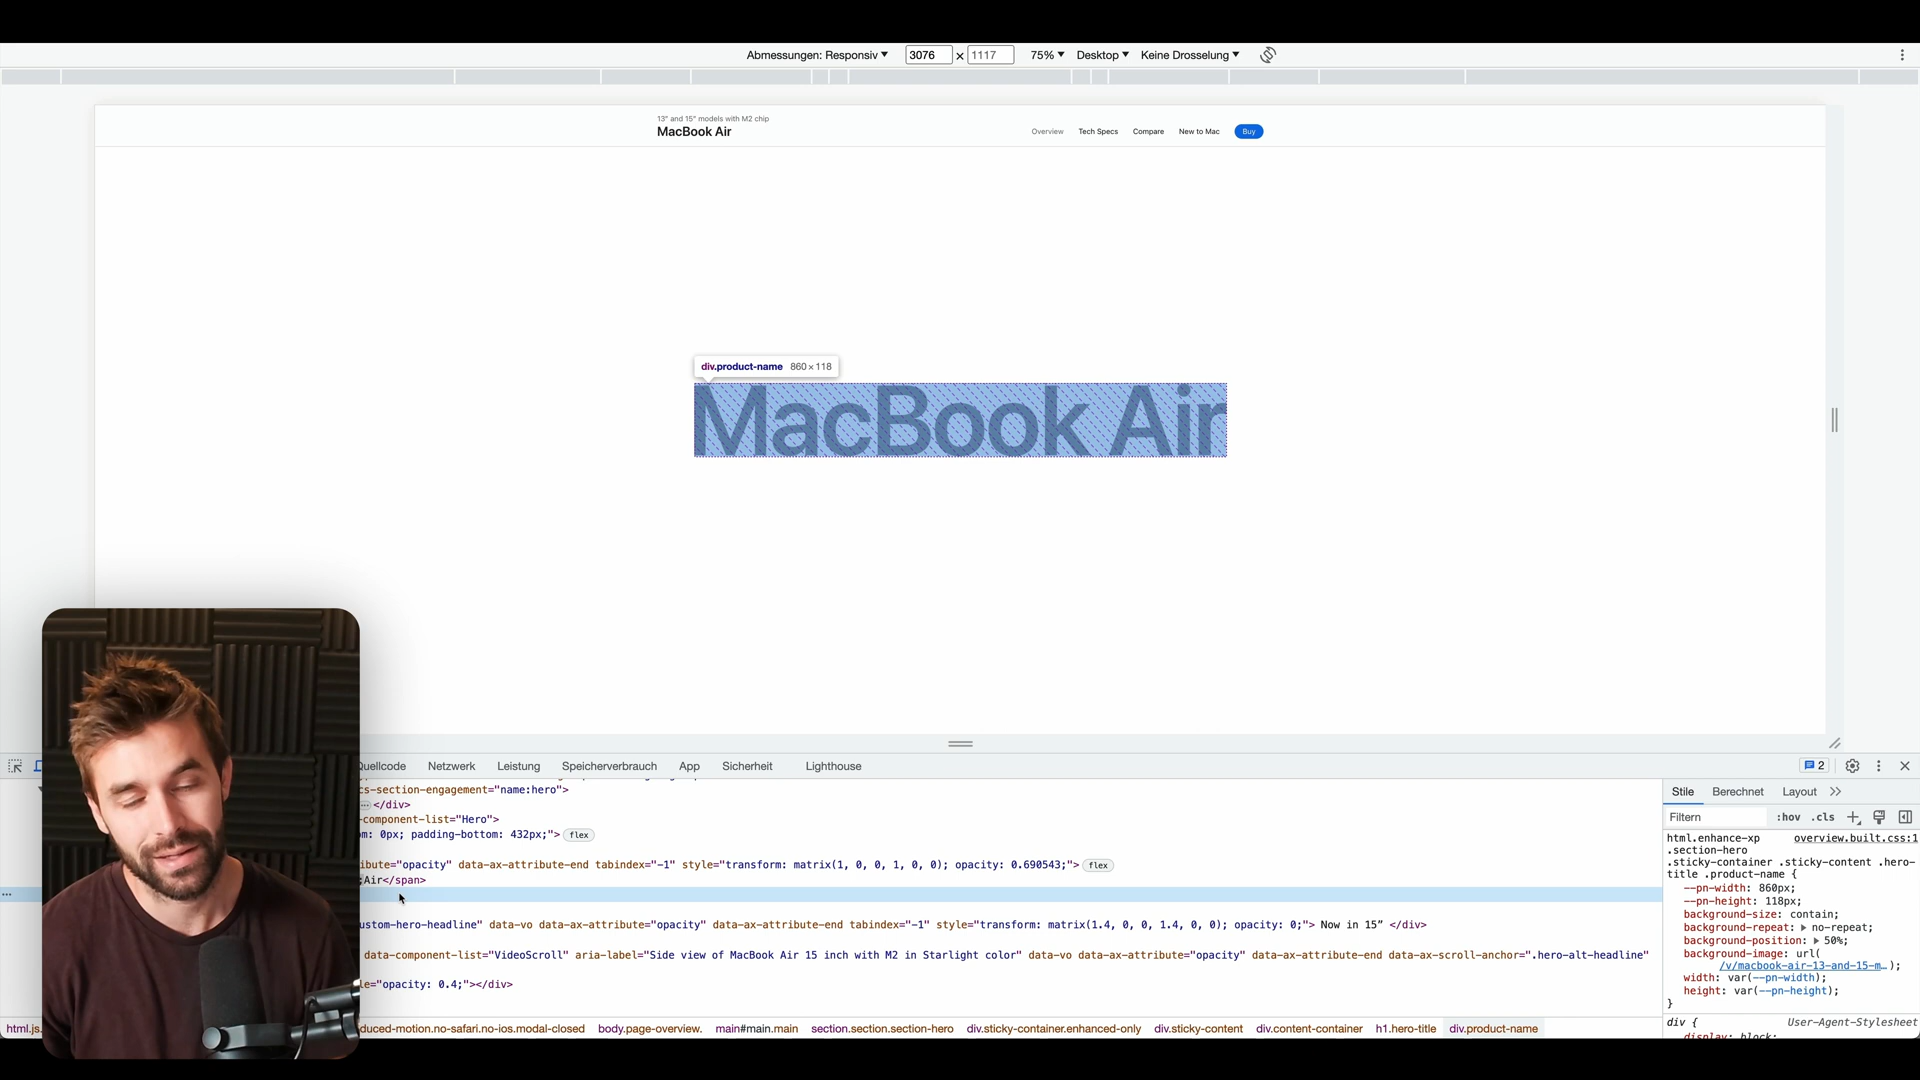 Abmessungen: Responsiv 3076 × 1117 75% Desktop Keine Drosselung
13" and 15" models with M2 chip
MacBook Air
Overview Tech Specs Compare New to Mac Buy
div.product-name 860×118
MacBook Air
Quellcode Netzwerk Leistung Speicherverbrauch App Sicherheit Lighthouse 2
cs-section-engagement="name:hero">
</div>
-component-list="Hero">
m: 0px; padding-bottom: 432px;"> flex
ibute="opacity" data-ax-attribute-end tabindex="-1" style="transform: matrix(1, 0, 0, 1, 0, 0); opacity: 0.690543;"> flex
;Air</span>
ustom-hero-headline" data-vo data-ax-attribute="opacity" data-ax-attribute-end tabindex="-1" style="transform: matrix(1.4, 0, 0, 1.4, 0, 0); opacity: 0;"> Now in 15” </div>
data-component-list="VideoScroll" aria-label="Side view of MacBook Air 15 inch with M2 in Starlight color" data-vo data-ax-attribute="opacity" data-ax-attribute-end data-ax-scroll-anchor=".hero-alt-headline"
le="opacity: 0.4;"></div>
html.js. duced-motion.no-safari.no-ios.modal-closed body.page-overview. main#main.main section.section.section-hero div.sticky-container.enhanced-only div.sticky-content div.content-container h1.hero-title div.product-name
Stile Berechnet Layout
Filtern :hov .cls
html.enhance-xp overview.built.css:1
.section-hero
.sticky-container .sticky-content .hero-
title .product-name {
--pn-width: 860px;
--pn-height: 118px;
background-size: contain;
background-repeat: no-repeat;
background-position: 50%;
background-image: url(
/v/macbook-air-13-and-15-m… );
width: var(--pn-width);
height: var(--pn-height);
}
div { User-Agent-Stylesheet
display: block;